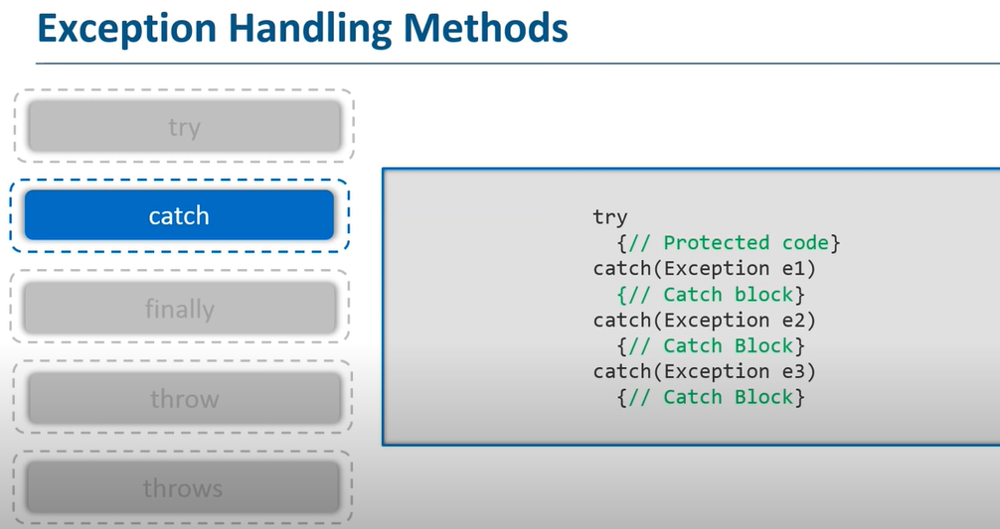 Exception Handling Methods
try
catch
finally
throw
throws
try
{// Protected code}
catch(Exception e1)
{// Catch block}
catch(Exception e2)
{// Catch Block}
catch(Exception e3)
{// Catch Block}